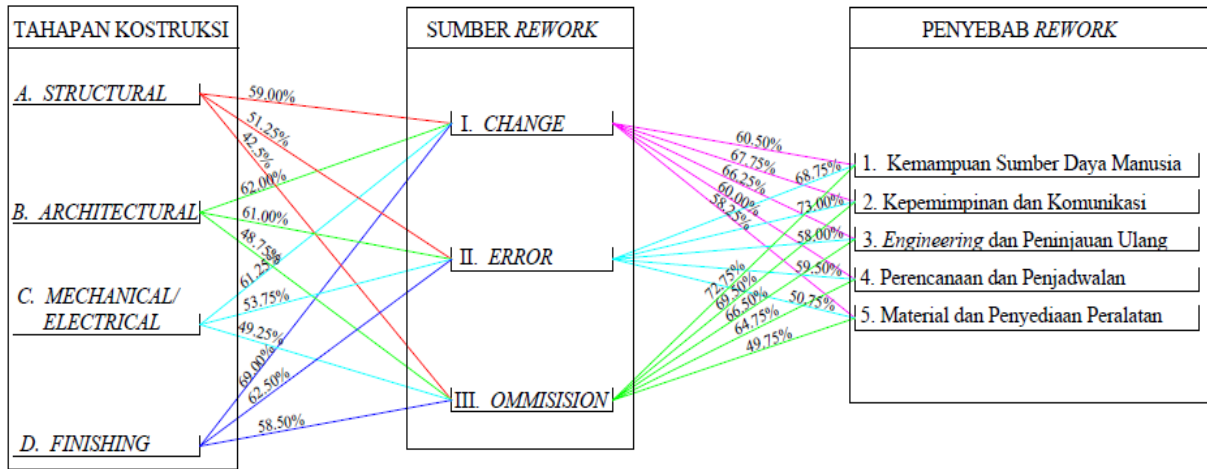 TAHAPAN KOSTRUKSI
A. STRUCTURAL
B. ARCHITECTURAL
C. MECHANICAL/
ELECTRICAL
D. FINISHING
59.00%
51.25%
42.5%
62.00%
61.00%
48.75%
61.25%
53.75%
49.25%
69.00%
62.50%
58.50%
SUMBER REWORK
I. CHANGE
II. ERROR
III. OMMISISION
60.50%
67.75%
66.25%
60.00%
58.25%
68.75%
73.00%
58.00%
59.50%
50.75%
72.75%
69.50%
66.50%
64.75%
49.75%
PENYEBAB REWORK
1. Kemampuan Sumber Daya Manusia
2. Kepemimpinan dan Komunikasi
3. Engineering dan Peninjauan Ulang
4. Perencanaan dan Penjadwalan
5. Material dan Penyediaan Peralatan